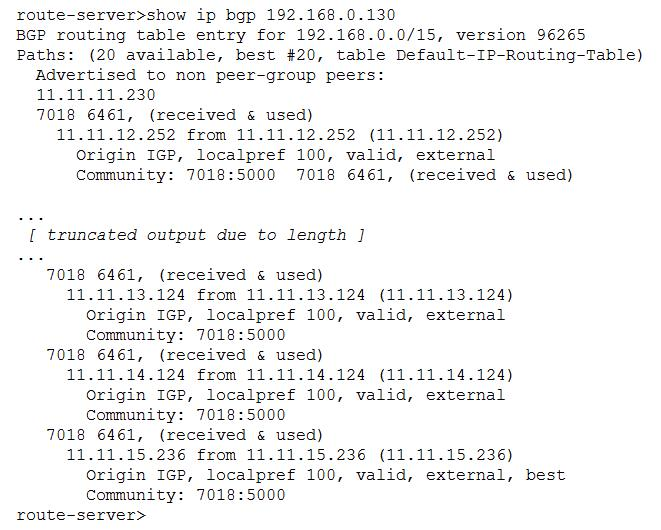 route-server>show ip bgp 192.168.0.130
BGP routing table entry for 192.168.0.0/15, version 96265
Paths: (20 available, best #20, table Default-IP-Routing-Table)
Advertised to non peer-group peers:
11.11.11.230
7018 6461, (received & used)
11.11.12.252 from 11.11.12.252 (11.11.12.252)
Origin IGP, localpref 100, valid, external
Community: 7018:5000  7018 6461, (received & used)
...
[ truncated output due to length ]
...
7018 6461, (received & used)
11.11.13.124 from 11.11.13.124 (11.11.13.124)
Origin IGP, localpref 100, valid, external
Community: 7018:5000
7018 6461, (received & used)
11.11.14.124 from 11.11.14.124 (11.11.14.124)
Origin IGP, localpref 100, valid, external
Community: 7018:5000
7018 6461, (received & used)
11.11.15.236 from 11.11.15.236 (11.11.15.236)
Origin IGP, localpref 100, valid, external, best
Community: 7018:5000
route-server>